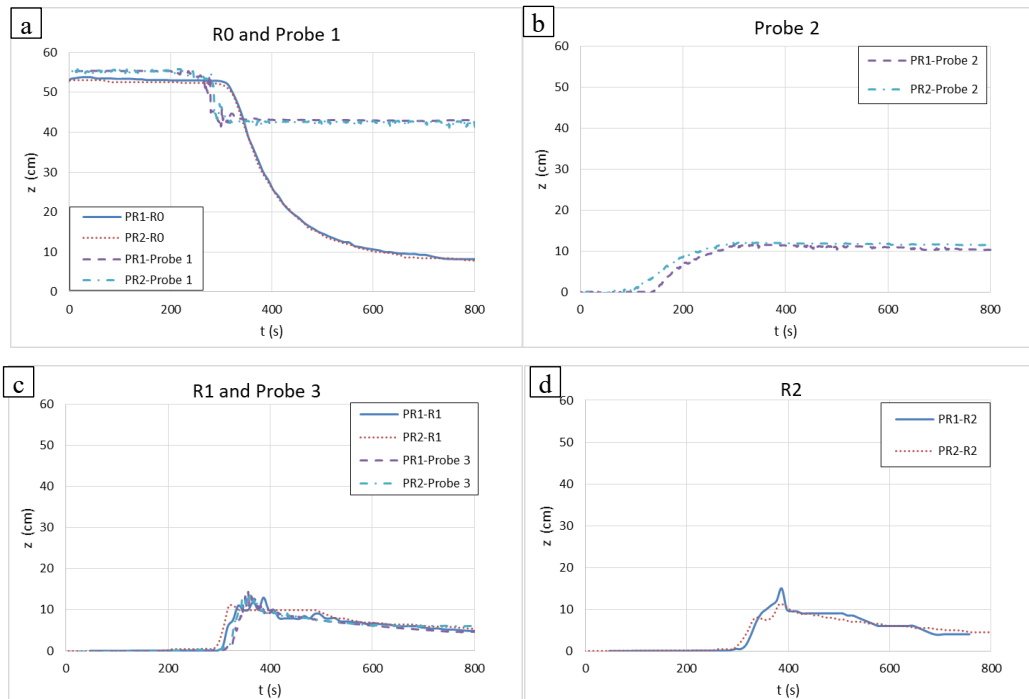 a
R0 and Probe 1
60
50
40
30
20
10
0
z (cm)
0 200 400 600 800
t (s)
PR1-R0
PR2-R0
PR1-Probe 1
PR2-Probe 1
b
Probe 2
60
50
40
30
20
10
0
z (cm)
0 200 400 600 800
t (s)
PR1-Probe 2
PR2-Probe 2
c
R1 and Probe 3
60
50
40
30
20
10
0
z (cm)
0 200 400 600 800
t (s)
PR1-R1
PR2-R1
PR1-Probe 3
PR2-Probe 3
d
R2
60
50
40
30
20
10
0
z (cm)
0 200 400 600 800
t (s)
PR1-R2
PR2-R2